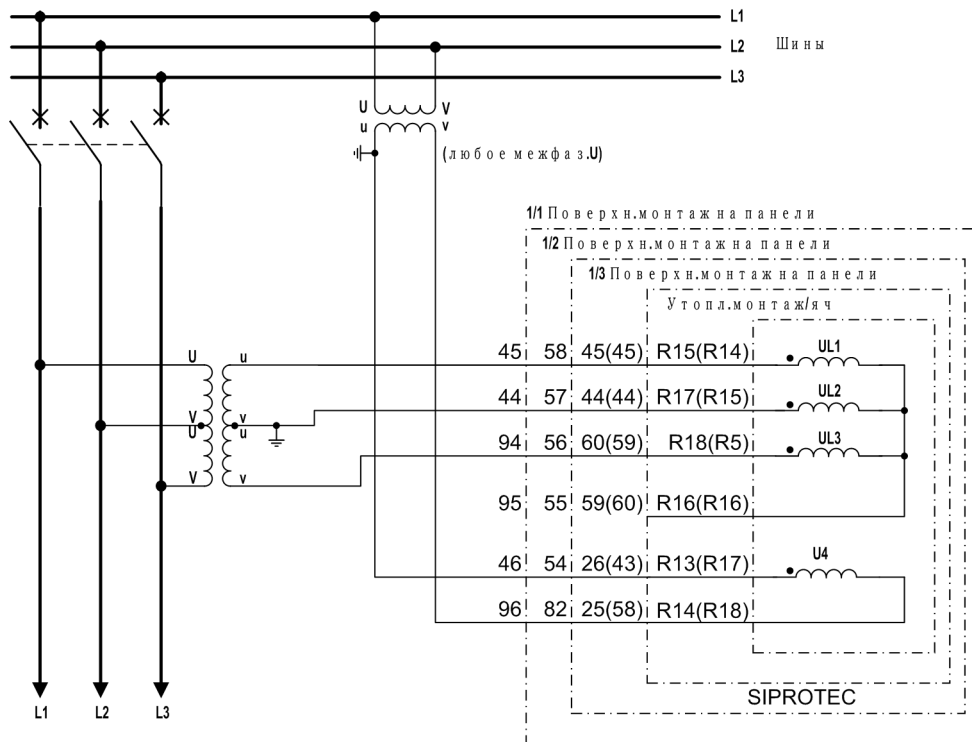 L1
L2 Шины
L3
U V
u v
(любое межфаз.U)
1/1 Поверхн.монтаж на панели
1/2 Поверхн.монтаж на панели
1/3 Поверхн.монтаж на панели
Утопл.монтаж/яч
U u
45 58 45(45) R15(R14) UL1
44 57 44(44) R17(R15) UL2
V v
U u
94 56 60(59) R18(R5) UL3
V v
95 55 59(60) R16(R16)
46 54 26(43) R13(R17) U4
96 82 25(58) R14(R18)
SIPROTEC
L1 L2 L3